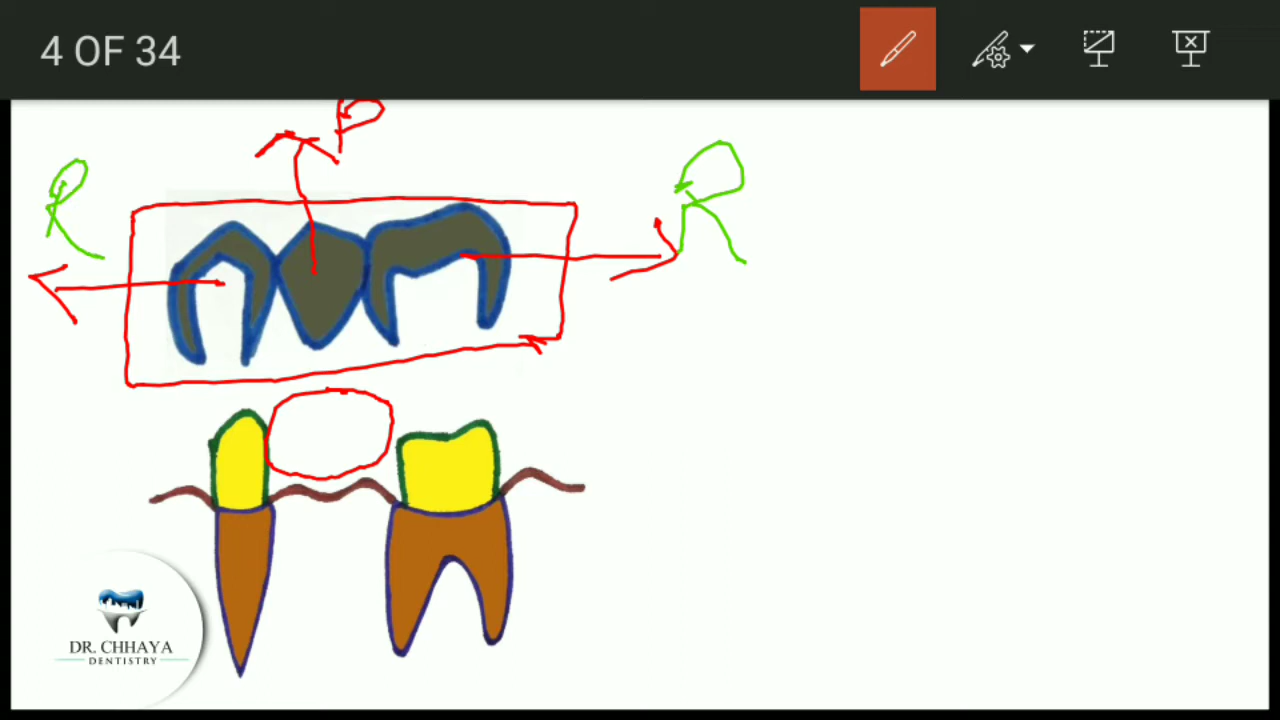 4 OF 34
P
R
R
DR. CHHAYA
DENTISTRY